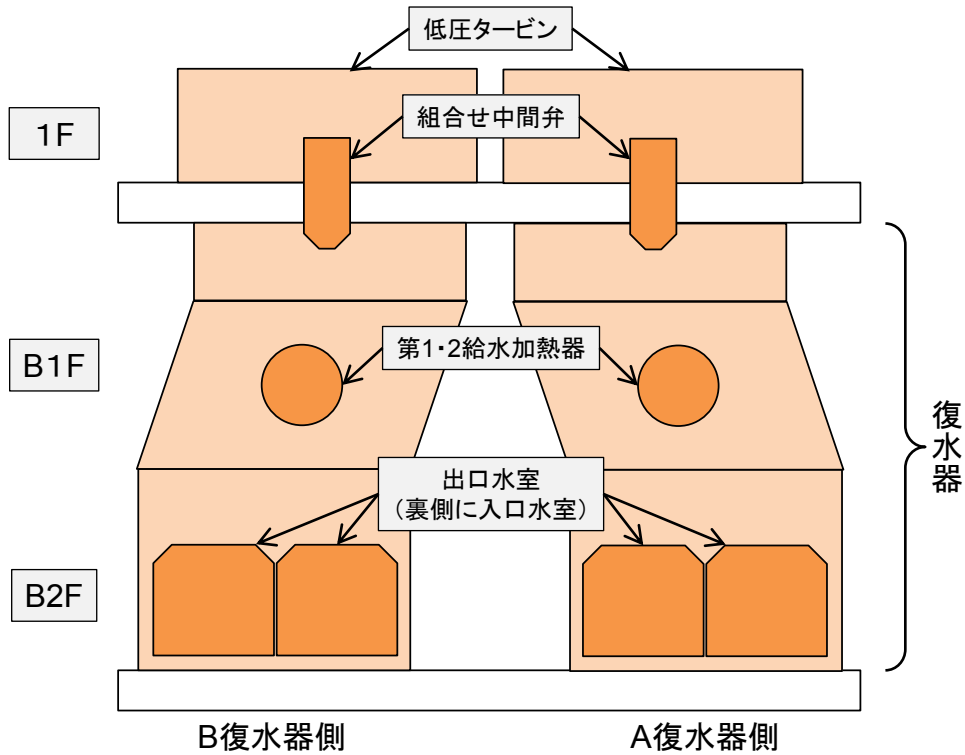 低圧タービン
1F
組合せ中間弁
B1F
第1・2給水加熱器
復水器
出口水室
（裏側に入口水室）
B2F
B復水器側
A復水器側